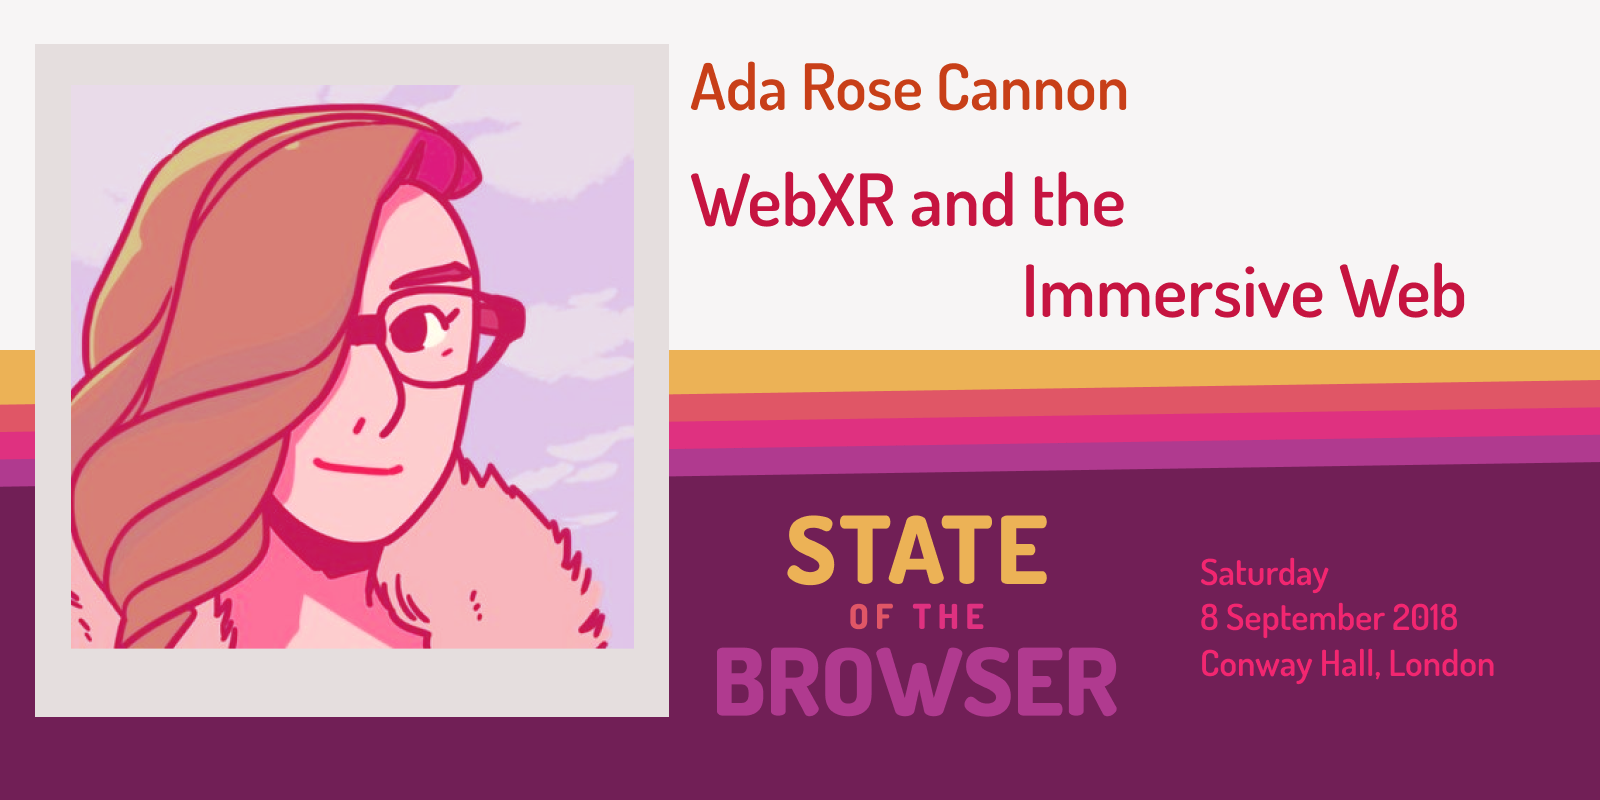 Ada Rose Cannon
WebXR and the
Immersive Web
STATE
OF THE
BROWSER
Saturday
8 September 2018
Conway Hall, London